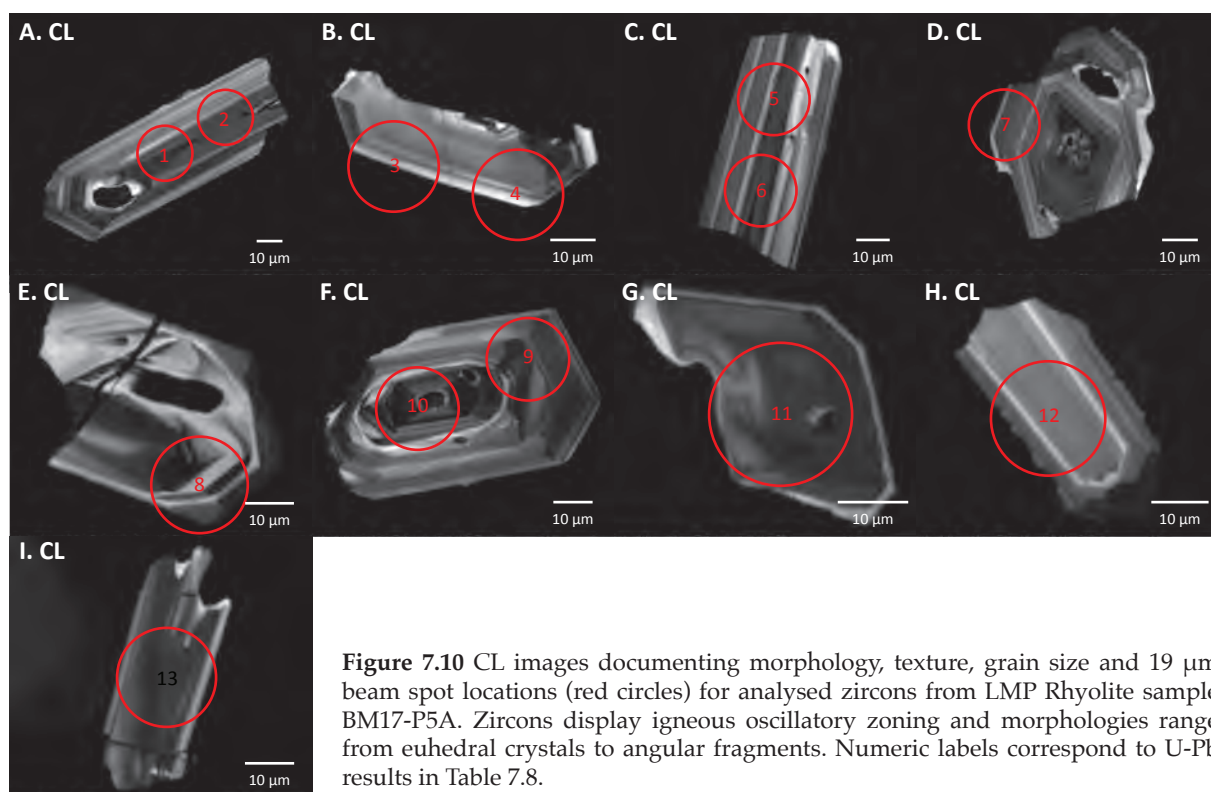 A. CL
B. CL
C. CL
D. CL
1
2
3
4
5
6
7
10 μm
10 μm
10 μm
10 μm
E. CL
F. CL
G. CL
H. CL
8
9
10
11
12
10 μm
10 μm
10 μm
10 μm
I. CL
13
10 μm
Figure 7.10 CL images documenting morphology, texture, grain size and 19 μm
beam spot locations (red circles) for analysed zircons from LMP Rhyolite sample
BM17-P5A. Zircons display igneous oscillatory zoning and morphologies range
from euhedral crystals to angular fragments. Numeric labels correspond to U-Pb
results in Table 7.8.